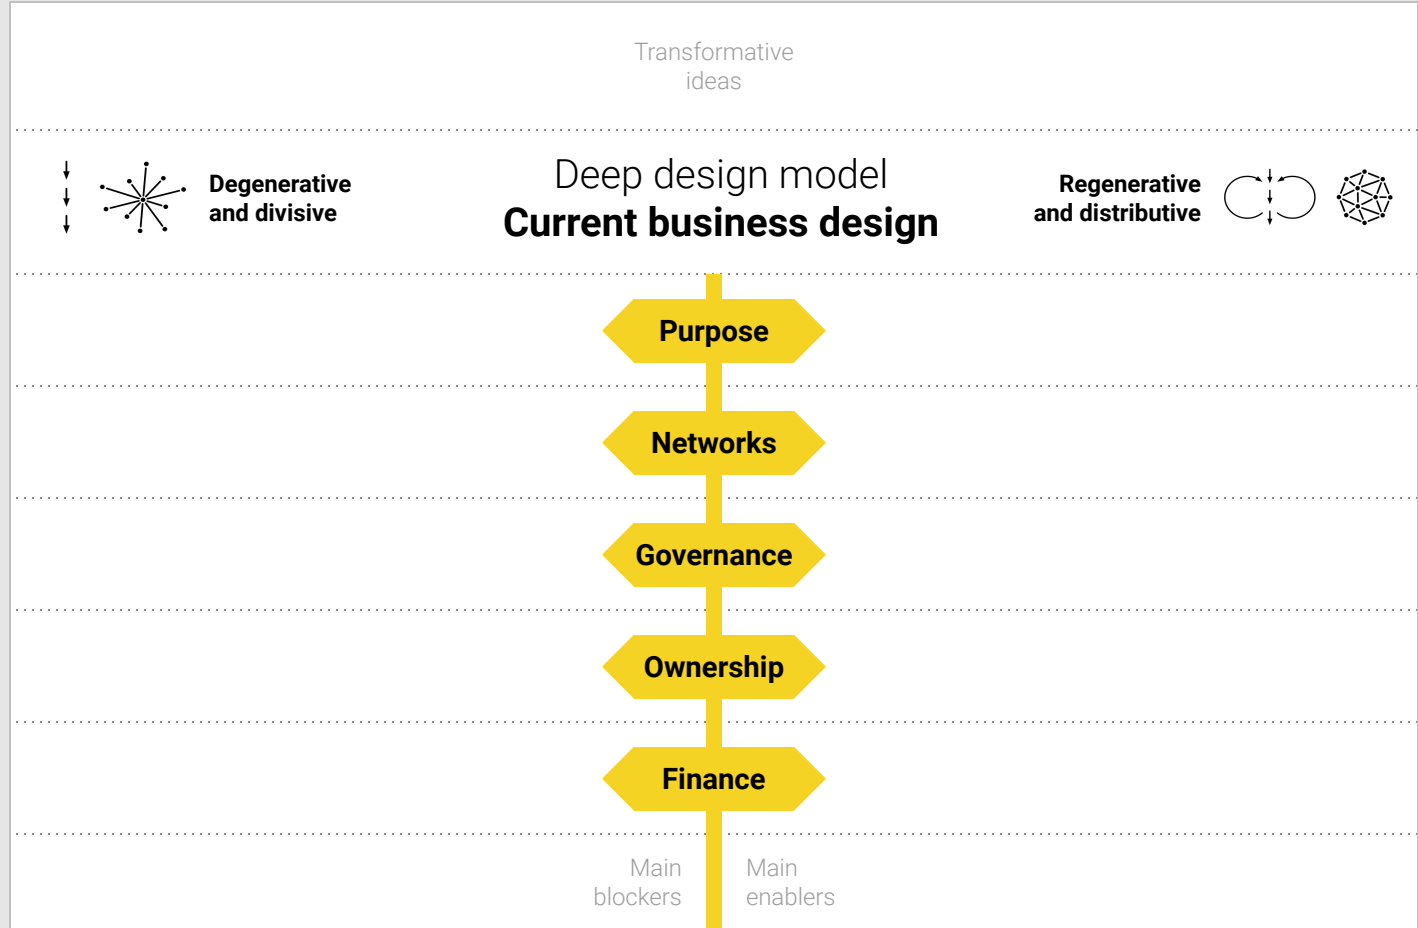 Transformative
ideas
Degenerative
and divisive
Deep design model
Current business design
Regenerative
and distributive
Purpose
Networks
Governance
Ownership
Finance
Main
blockers
Main
enablers